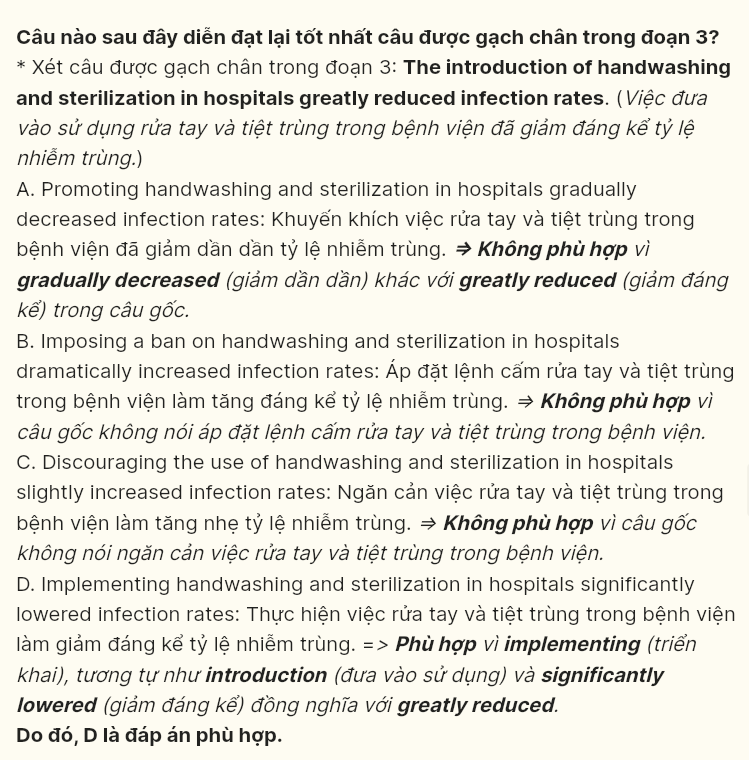 Câu nào sau đây diễn đạt lại tốt nhất câu được gạch chân trong đoạn 3?
* Xét câu được gạch chân trong đoạn 3: The introduction of handwashing
and sterilization in hospitals greatly reduced infection rates. (Việc đưa
vào sử dụng rửa tay và tiệt trùng trong bệnh viện đã giảm đáng kể tỷ lệ
nhiễm trùng.)
A. Promoting handwashing and sterilization in hospitals gradually
decreased infection rates: Khuyến khích việc rửa tay và tiệt trùng trong
bệnh viện đã giảm dần dần tỷ lệ nhiễm trùng. ⇒ Không phù hợp vì
gradually decreased (giảm dần dần) khác với greatly reduced (giảm đáng
kể) trong câu gốc.
B. Imposing a ban on handwashing and sterilization in hospitals
dramatically increased infection rates: Áp đặt lệnh cấm rửa tay và tiệt trùng
trong bệnh viện làm tăng đáng kể tỷ lệ nhiễm trùng. ⇒ Không phù hợp vì
câu gốc không nói áp đặt lệnh cấm rửa tay và tiệt trùng trong bệnh viện.
C. Discouraging the use of handwashing and sterilization in hospitals
slightly increased infection rates: Ngăn cản việc rửa tay và tiệt trùng trong
bệnh viện làm tăng nhẹ tỷ lệ nhiễm trùng. ⇒ Không phù hợp vì câu gốc
không nói ngăn cản việc rửa tay và tiệt trùng trong bệnh viện.
D. Implementing handwashing and sterilization in hospitals significantly
lowered infection rates: Thực hiện việc rửa tay và tiệt trùng trong bệnh viện
làm giảm đáng kể tỷ lệ nhiễm trùng. => Phù hợp vì implementing (triển
khai), tương tự như introduction (đưa vào sử dụng) và significantly
lowered (giảm đáng kể) đồng nghĩa với greatly reduced.
Do đó, D là đáp án phù hợp.